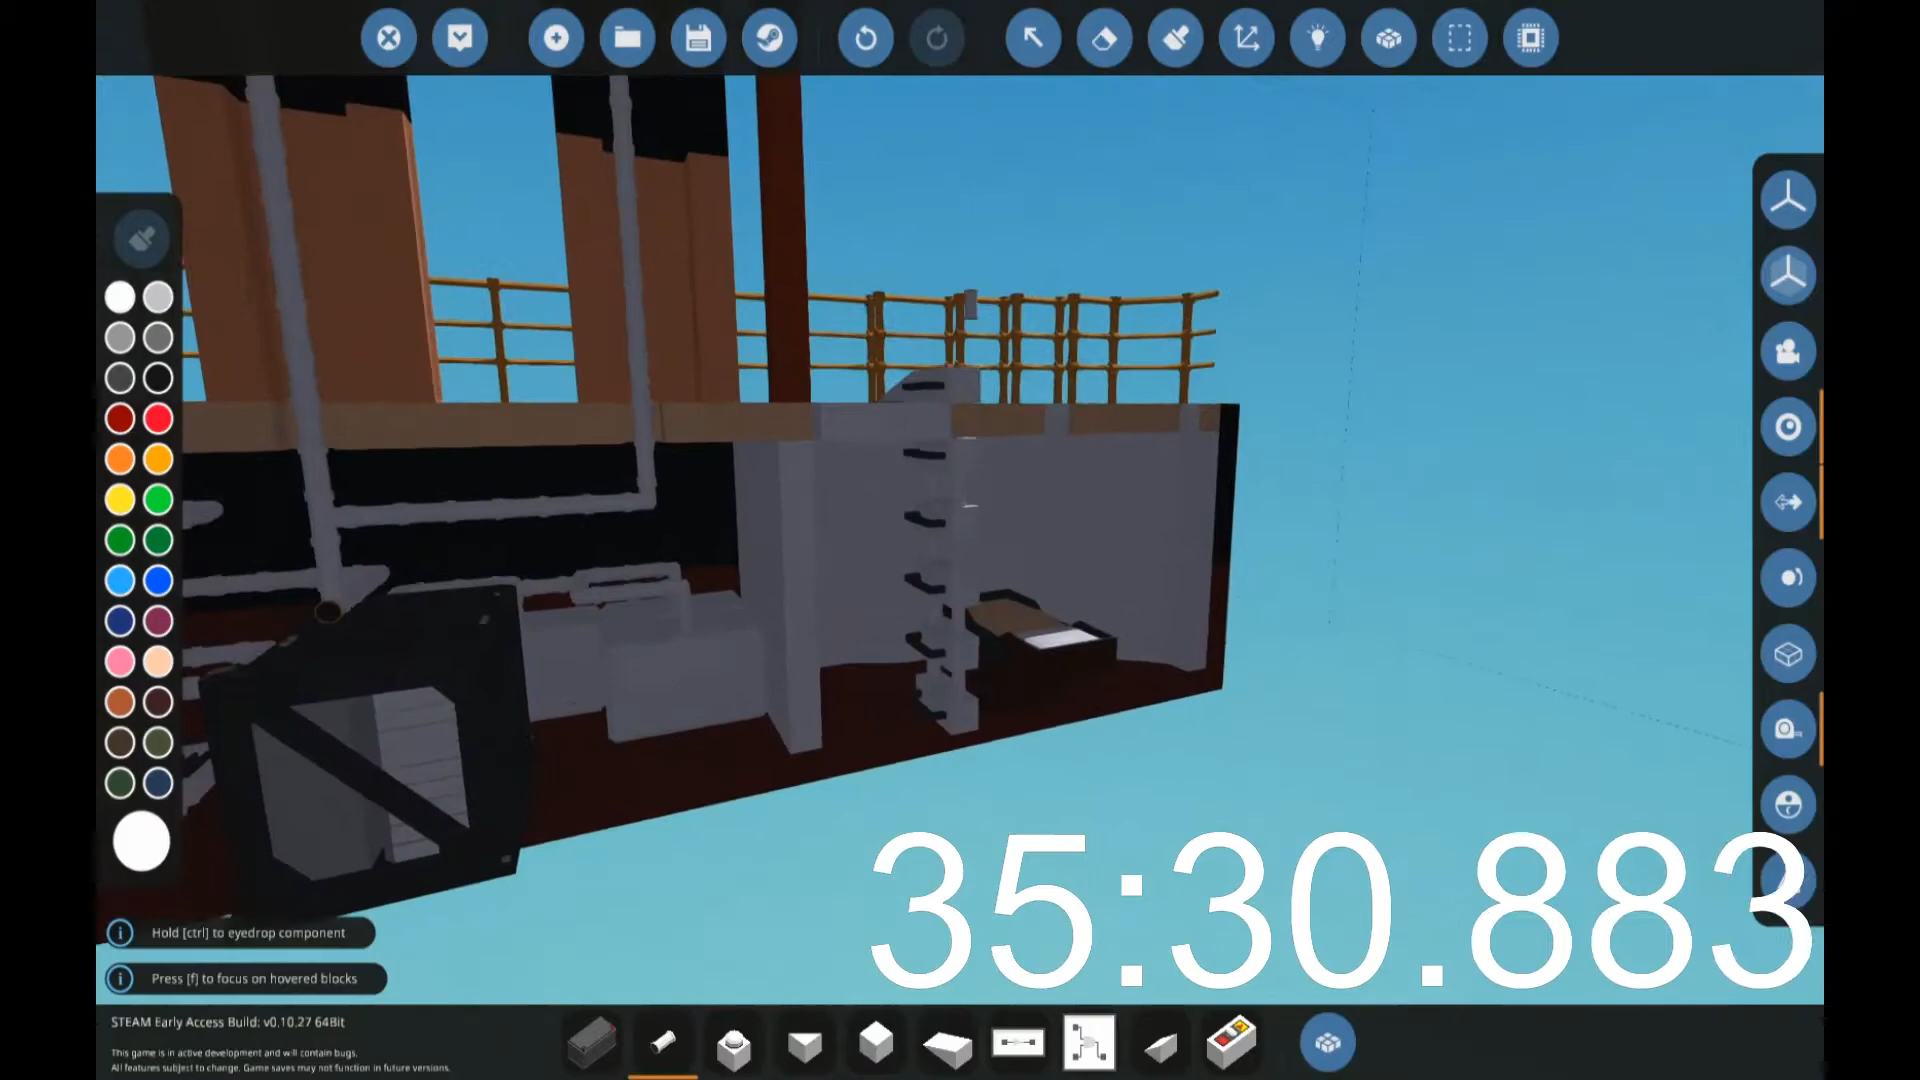 35:30.883
Hold [ctrl] to eyedrop component
Press [f] to focus on hovered blocks
STEAM Early Access Build: v0.10.27 64Bit
This game is in active development and will contain bugs.
All features subject to change. Game saves may not function in future versions.